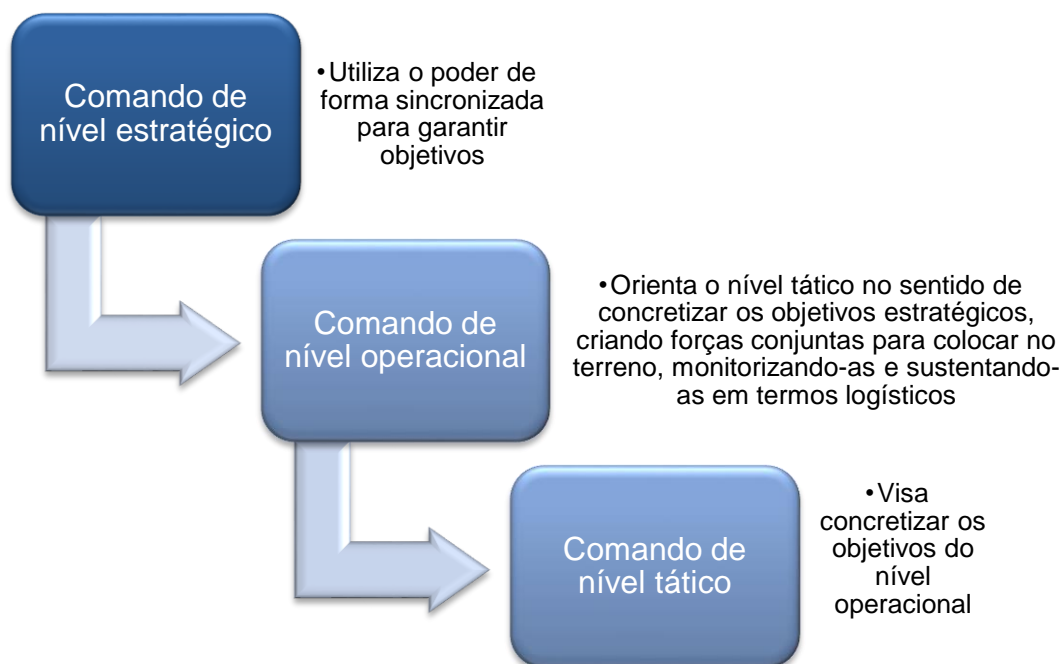 Comando de
nível estratégico
•Utiliza o poder de
forma sincronizada
para garantir
objetivos
Comando de
nível operacional
•Orienta o nível tático no sentido de
concretizar os objetivos estratégicos,
criando forças conjuntas para colocar no
terreno, monitorizando-as e sustentando-
as em termos logísticos
Comando de
nível tático
•Visa
concretizar os
objetivos do
nível
operacional